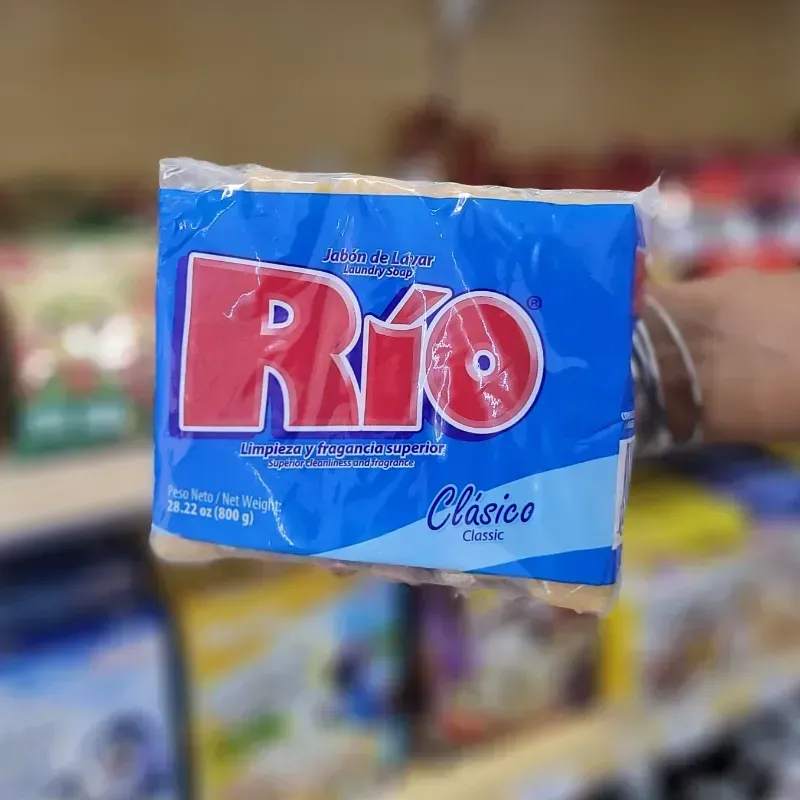 Jabón de Lavar
Laundry Soap
Río®
Limpieza y fragancia superior
Superior cleanliness and fragrance
Peso Neto / Net Weight:
28.22 oz (800 g)
Clásico
Classic